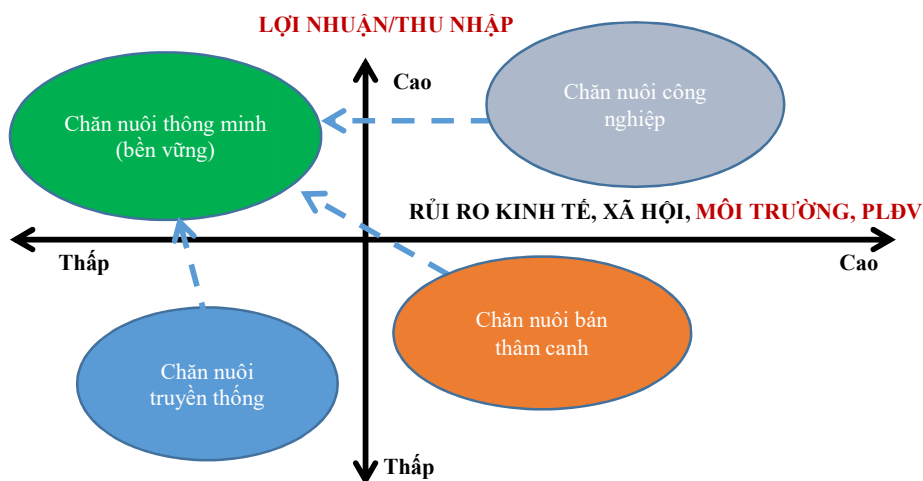 LỢI NHUẬN/THU NHẬP
Cao
Chăn nuôi công
nghiệp
Chăn nuôi thông minh
(bền vững)
RỦI RO KINH TẾ, XÃ HỘI, MÔI TRƯỜNG, PLĐV
Thấp
Cao
Chăn nuôi bán
thâm canh
Chăn nuôi
truyền thống
Thấp